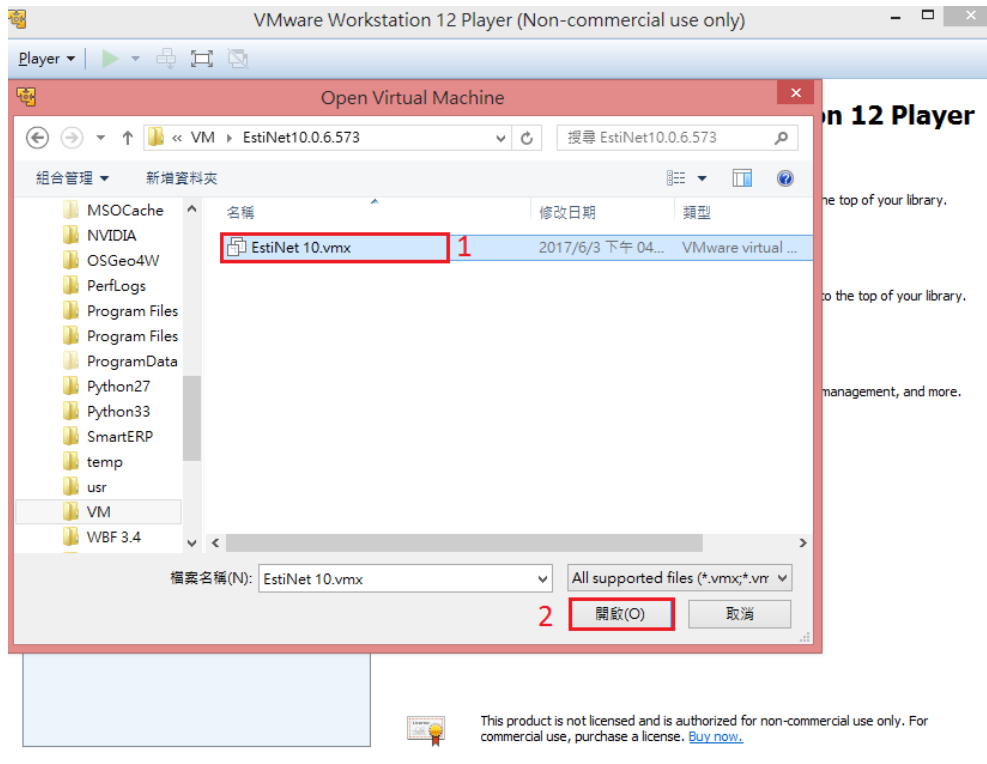 VMware Workstation 12 Player (Non-commercial use only)
Player
Open Virtual Machine
n 12 Player
« VM EstiNet10.0.6.573
搜尋 EstiNet10.0.6.573
組合管理 新增資料夾
名稱 修改日期 類型
EstiNet 10.vmx 1 2017/6/3 下午 04... VMware virtual ...
MSOCache
NVIDIA
OSGeo4W
PerfLogs
Program Files
Program Files
ProgramData
Python27
Python33
SmartERP
temp
usr
VM
WBF 3.4
he top of your library.
to the top of your library.
management, and more.
檔案名稱(N): EstiNet 10.vmx All supported files (*.vmx;*.vm
2 開啟(O) 取消
This product is not licensed and is authorized for non-commercial use only. For
commercial use, purchase a license. Buy now.